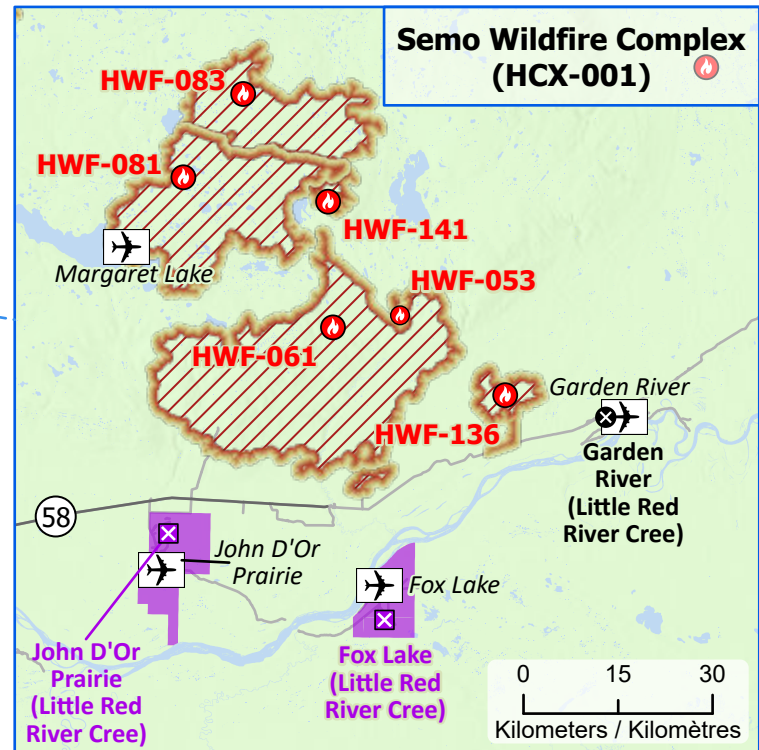 Semo Wildfire Complex
(HCX-001)
HWF-083
HWF-081
HWF-141
Margaret Lake
HWF-053
HWF-061
HWF-136
Garden River
Garden
River
(Little Red
River Cree)
58
John D'Or
Prairie
Fox Lake
John D'Or
Prairie
(Little Red
River Cree)
Fox Lake
(Little Red
River Cree)
0 15 30
Kilometers / Kilomètres